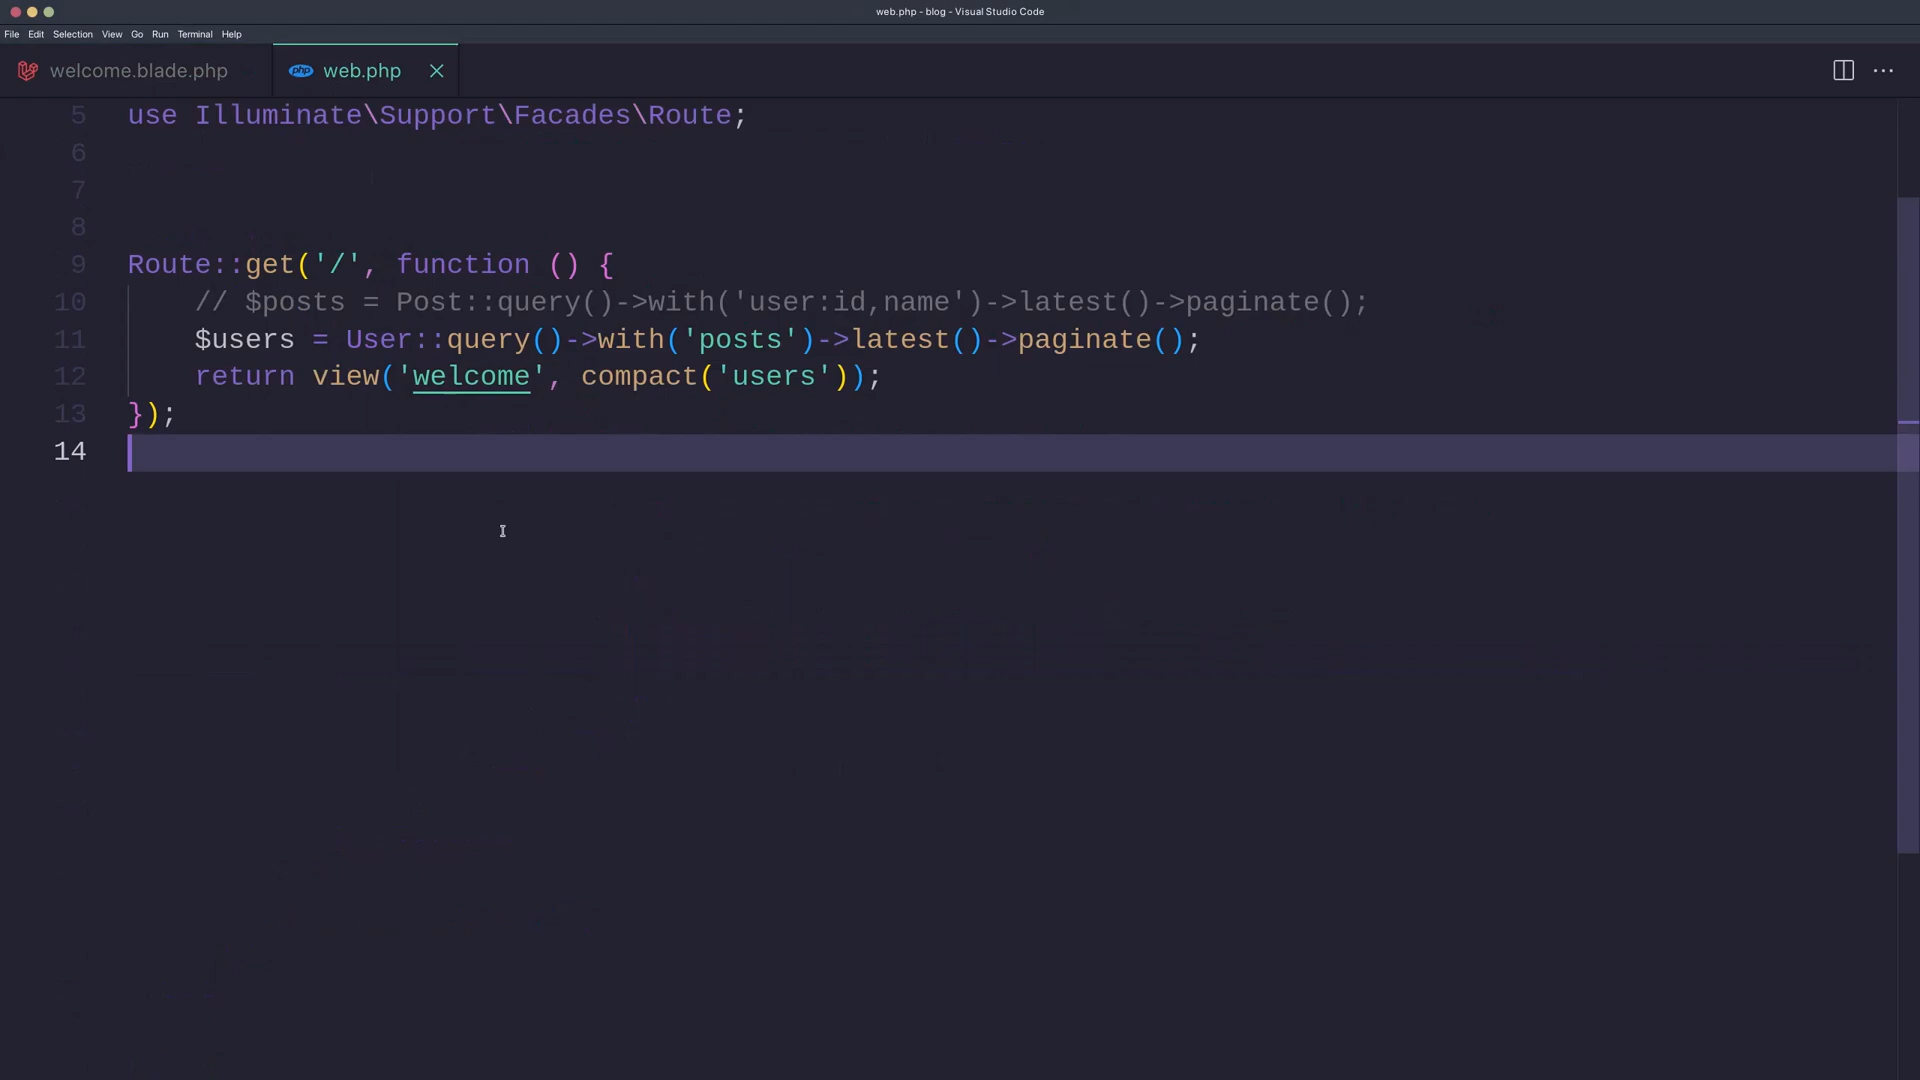 web.php - blog - Visual Studio Code
File Edit Selection View Go Run Terminal Help
welcome.blade.php
php web.php
5 use Illuminate\Support\Facades\Route;
6
7
8
9 Route::get('/', function () {
10 // $posts = Post::query()->with('user:id,name')->latest()->paginate();
11 $users = User::query()->with('posts')->latest()->paginate();
12 return view('welcome', compact('users'));
13 });
14